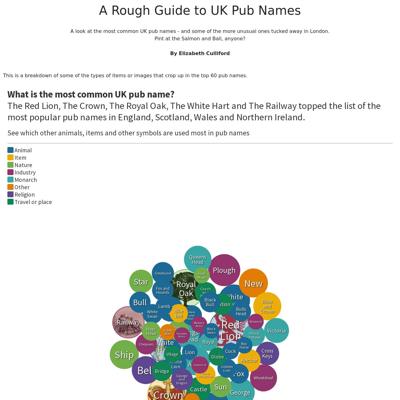 A Rough Guide to UK Pub Names
A look at the most common UK pub names - and some of the more unusual ones tucked away in London.
Pint at the Salmon and Ball, anyone?
By Elizabeth Culliford
This is a breakdown of some of the types of items or images that crop up in the top 60 pub names.
What is the most common UK pub name?
The Red Lion, The Crown, The Royal Oak, The White Hart and The Railway topped the list of the
most popular pub names in England, Scotland, Wales and Northern Ireland.
See which other animals, items and other symbols are used most in pub names
Animal
Item
Nature
Industry
Monarch
Other
Religion
Travel or place
Queens
Head
Plough
Star
Royal
Oak
New
Bull
Black
Bull
White
Railway
Red
Lion
Victoria
Ship
Lion
Cock
Cross
Keys
Globe
Bel
Bridge
Crown
Castle
Sun
George